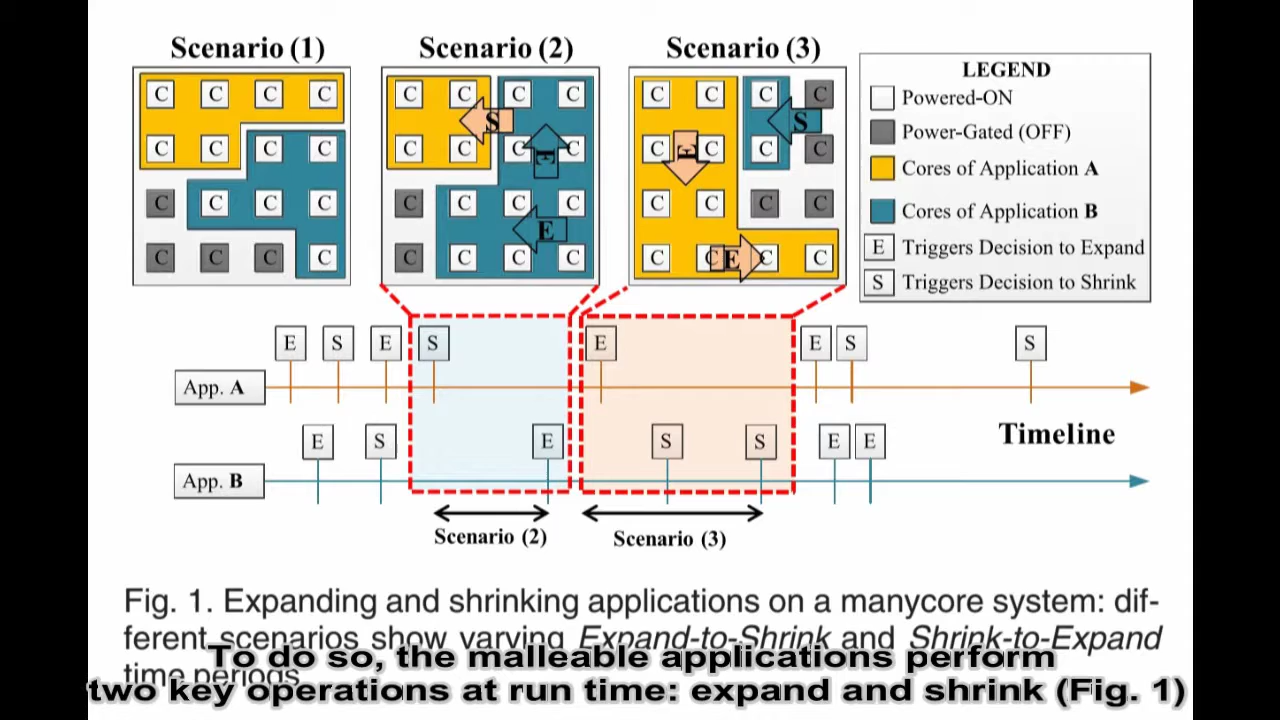 Scenario (1) Scenario (2) Scenario (3)
LEGEND
C C C C C C C C C C C C
Powered-ON
S S
Power-Gated (OFF)
C C C C C C C C C C C C
E E
Cores of Application A
C C C C C C C C C C C C
Cores of Application B
E
E Triggers Decision to Expand
C C C C C C C C C C C C
E
S Triggers Decision to Shrink
E S E S E E S S
App. A
E S E S S E E
Timeline
App. B
Scenario (2) Scenario (3)
Fig. 1. Expanding and shrinking applications on a manycore system: dif-
ferent scenarios show varying Expand-to-Shrink and Shrink-to-Expand
time periods.
To do so, the malleable applications perform
two key operations at run time: expand and shrink (Fig. 1)